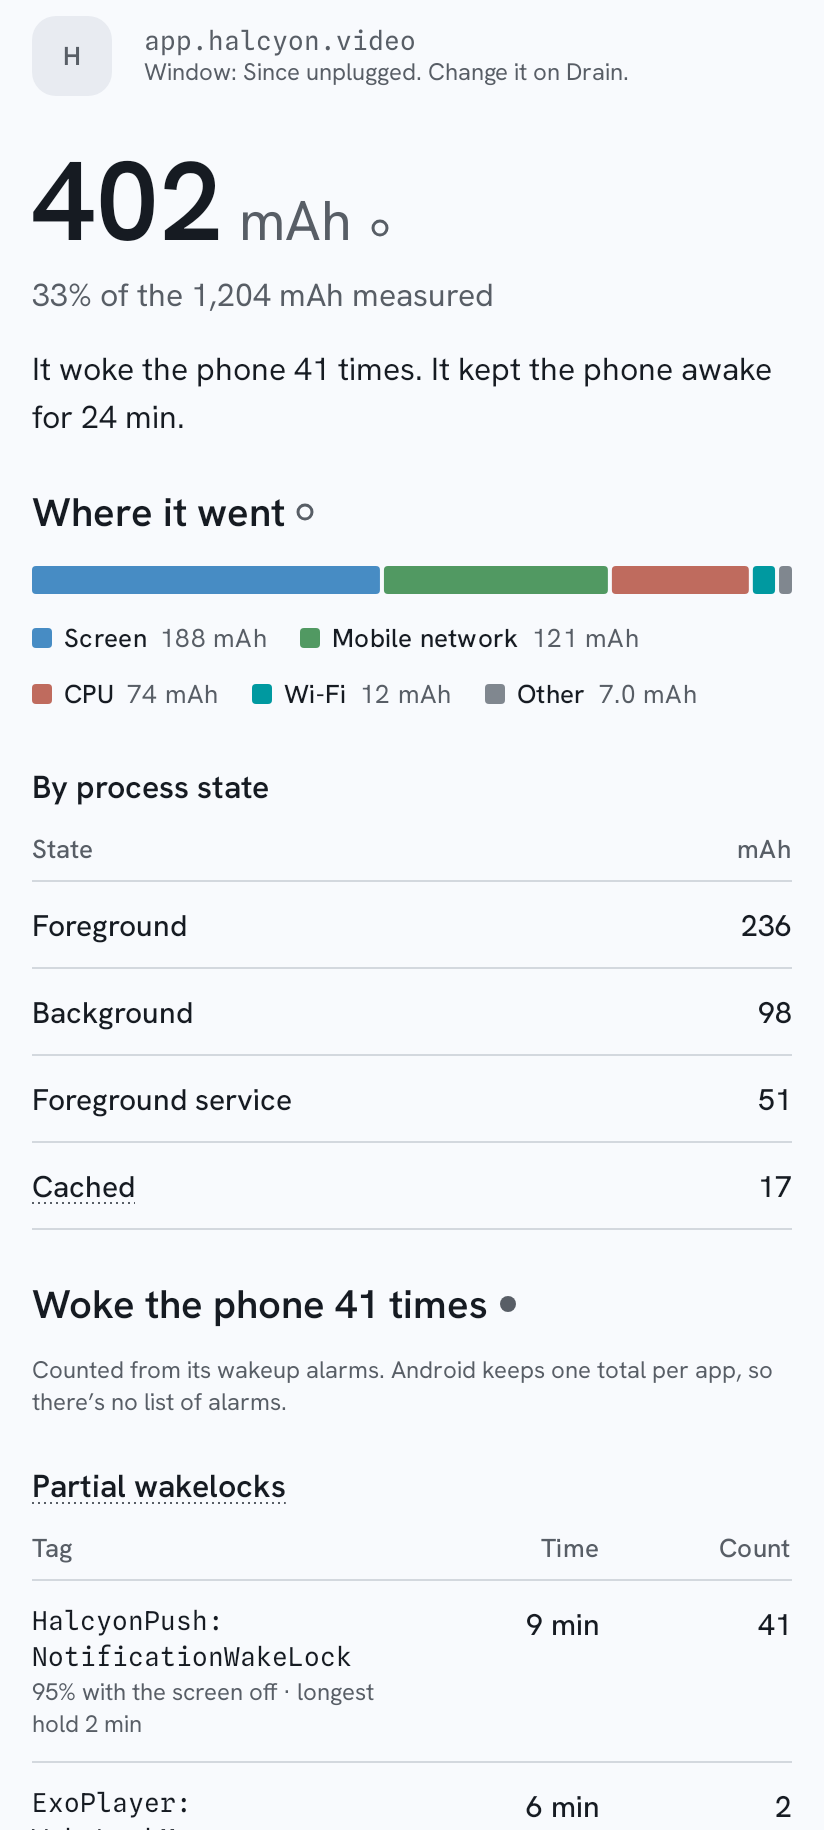 H
app.halcyon.video
Window: Since unplugged. Change it on Drain.
402 mAh
33% of the 1,204 mAh measured
It woke the phone 41 times. It kept the phone awake
for 24 min.
Where it went
Screen 188 mAh Mobile network 121 mAh
CPU 74 mAh Wi-Fi 12 mAh Other 7.0 mAh
By process state
State mAh
Foreground 236
Background 98
Foreground service 51
Cached 17
Woke the phone 41 times
Counted from its wakeup alarms. Android keeps one total per app, so
there’s no list of alarms.
Partial wakelocks
Tag Time Count
HalcyonPush: 9 min 41
NotificationWakeLock
95% with the screen off · longest
hold 2 min
ExoPlayer: 6 min 2